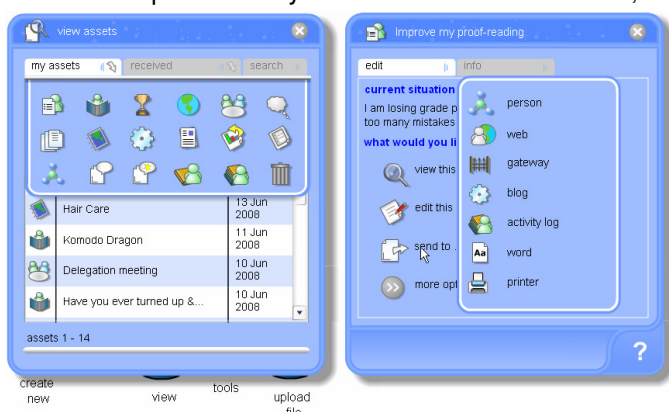 view assets
my assets received search
Hair Care 13 Jun 2008
Komodo Dragon 11 Jun 2008
Delegation meeting 10 Jun 2008
Have you ever turned up &... 10 Jun 2008
assets 1 - 14
Improve my proof-reading
edit info
current situation
I am losing grade p
too many mistakes
what would you li
view this
edit this
send to ..
more opt
person
web
gateway
blog
activity log
Aa word
printer
?
create new
view
tools
upload